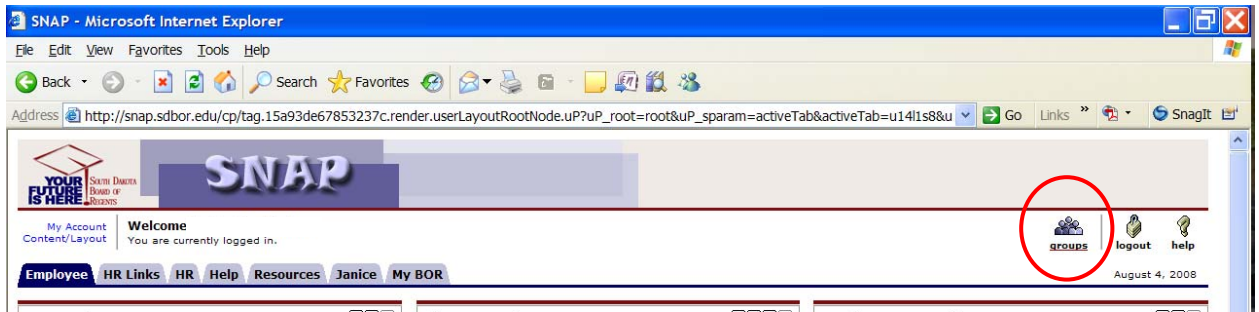 SNAP - Microsoft Internet Explorer
File Edit View Favorites Tools Help
Back Search Favorites
Address http://snap.sdbor.edu/cp/tag.15a93de67853237c.render.userLayoutRootNode.uP?uP_root=root&uP_sparam=activeTab&activeTab=u14l1s8&u Go Links » SnagIt
YOUR FUTURE IS HERE South Dakota Board of Regents
SNAP
My Account
Content/Layout
Welcome
You are currently logged in.
groups logout help
Employee HR Links HR Help Resources Janice My BOR August 4, 2008